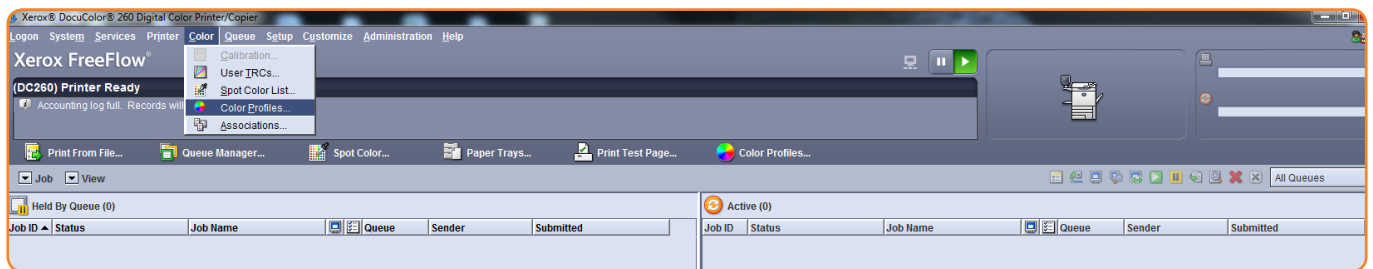 Xerox® DocuColor® 260 Digital Color Printer/Copier
Logon System Services Printer Color Queue Setup Customize Administration Help
Xerox FreeFlow®
Calibration...
User TRCs...
Spot Color List...
Color Profiles...
Associations...
(DC260) Printer Ready
Accounting log full. Records will
Print From File... Queue Manager... Spot Color... Paper Trays... Print Test Page... Color Profiles...
Job View All Queues
Held By Queue (0) Active (0)
Job ID Status Job Name Queue Sender Submitted Job ID Status Job Name Queue Sender Submitted